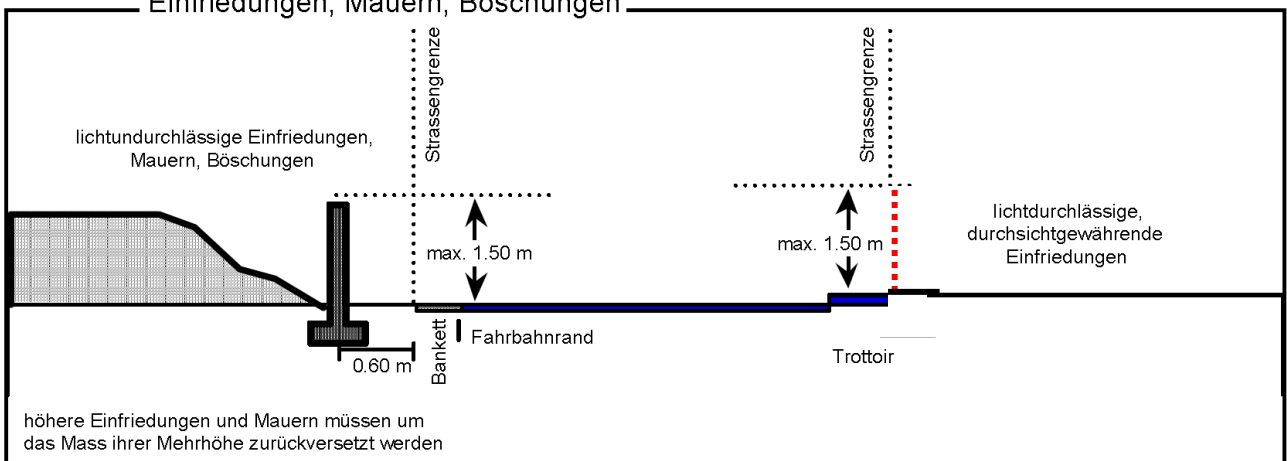 Einfriedungen, Mauern, Böschungen
Strassengrenze
Strassengrenze
lichtundurchlässige Einfriedungen,
Mauern, Böschungen
max. 1.50 m
max. 1.50 m
lichtdurchlässige,
durchsichtgewährende
Einfriedungen
0.60 m
Bankett
Fahrbahnrand
Trottoir
höhere Einfriedungen und Mauern müssen um
das Mass ihrer Mehrhöhe zurückversetzt werden